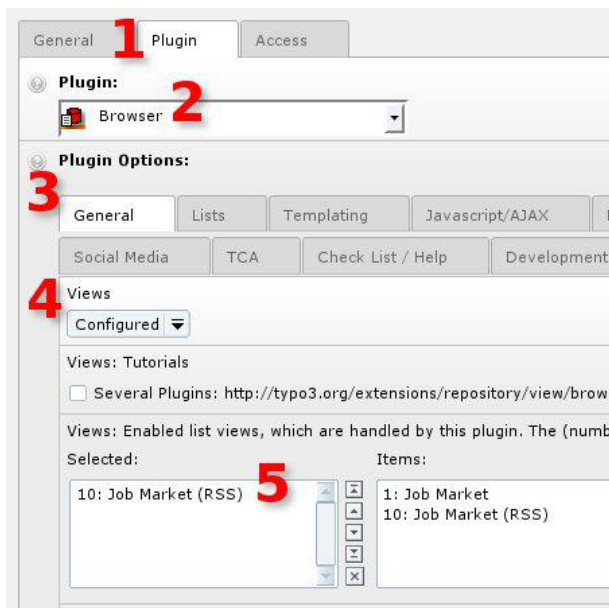 General 1 Plugin Access
Plugin:
Browser 2
Plugin Options:
3
General Lists Templating Javascript/AJAX
Social Media TCA Check List / Help Development
4 Views
Configured
Views: Tutorials
Several Plugins: http://typo3.org/extensions/repository/view/brow
Views: Enabled list views, which are handled by this plugin. The (numb
Selected: Items:
10: Job Market (RSS) 5 1: Job Market
10: Job Market (RSS)